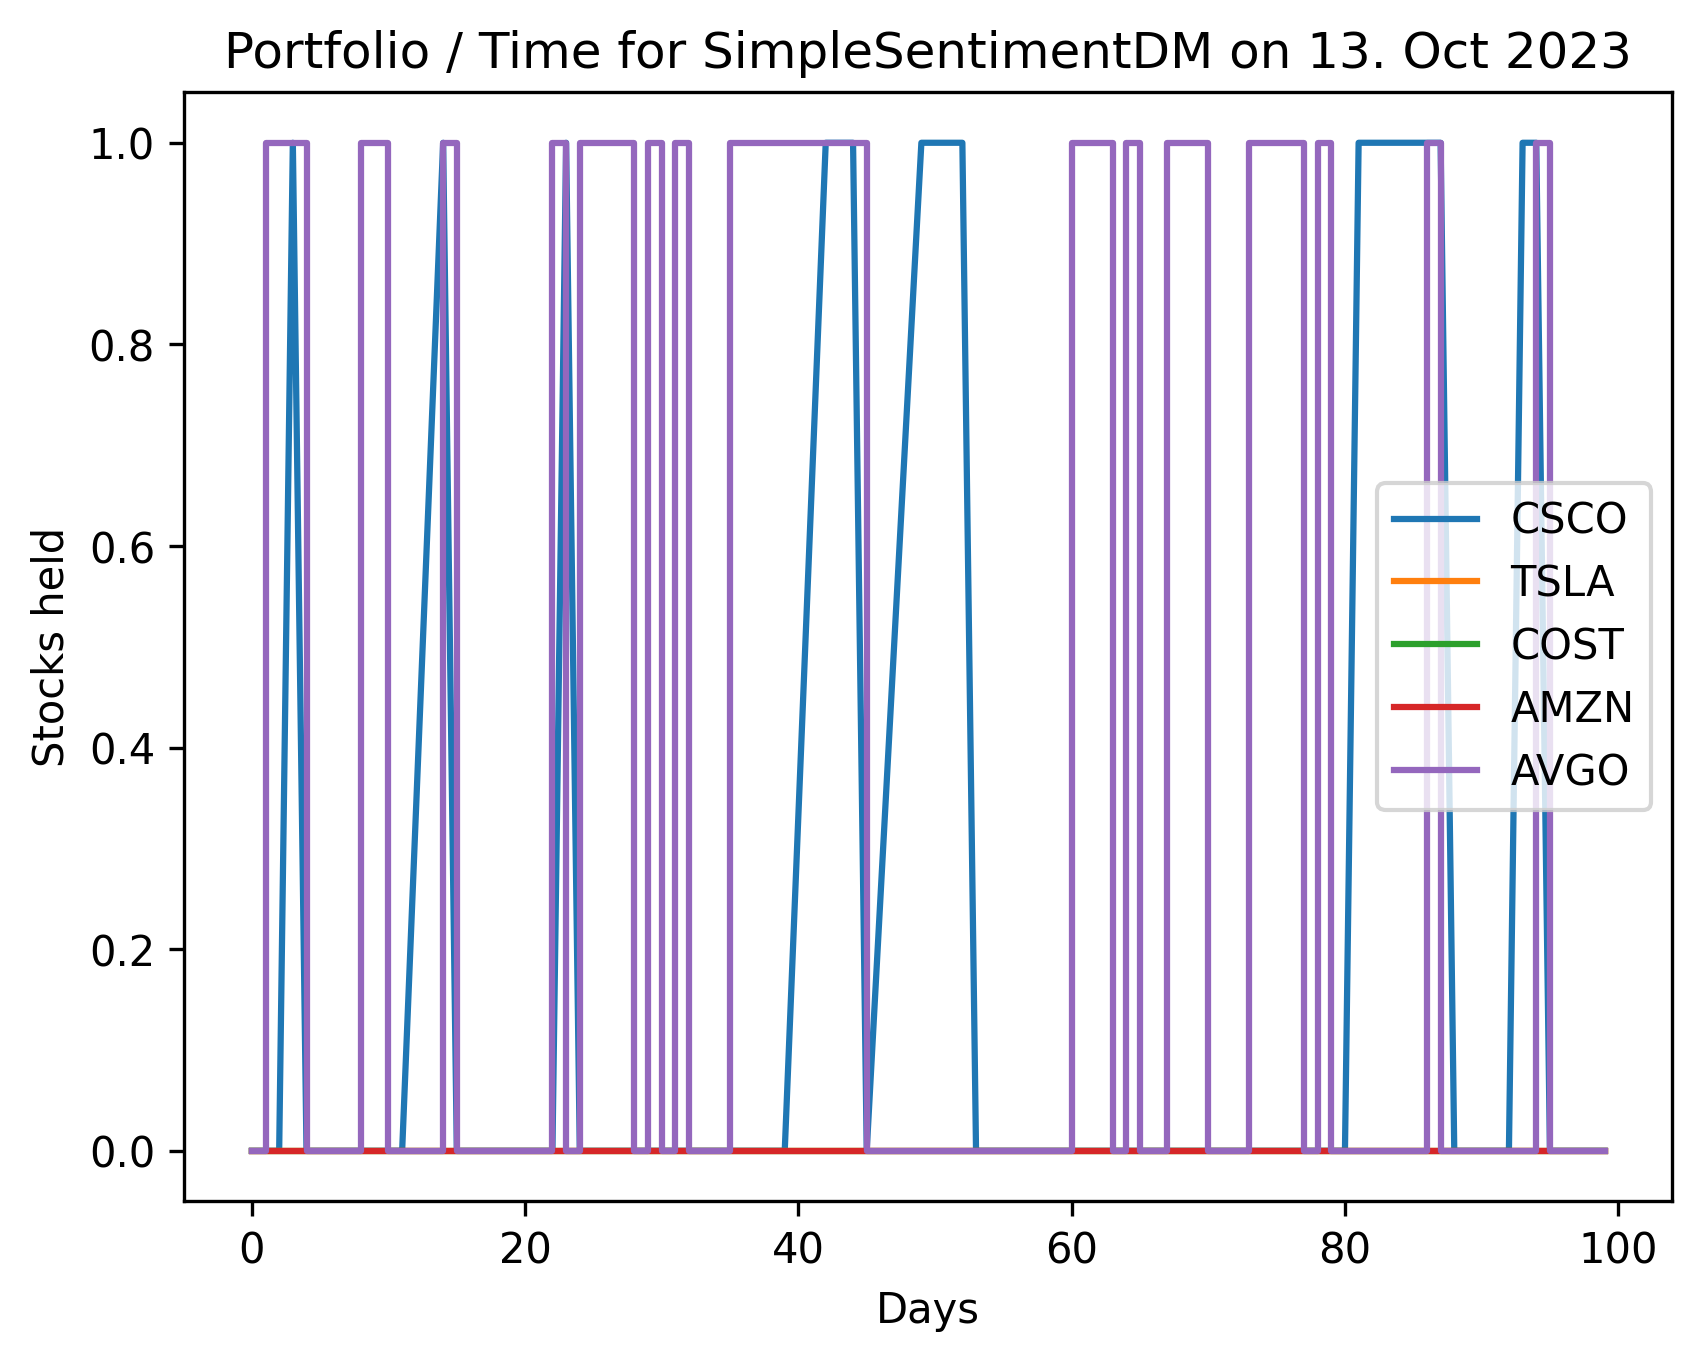 Portfolio / Time for SimpleSentimentDM on 13. Oct 2023
1.0
0.8
0.6
0.4
0.2
0.0
Stocks held
CSCO
TSLA
COST
AMZN
AVGO
0 20 40 60 80 100
Days